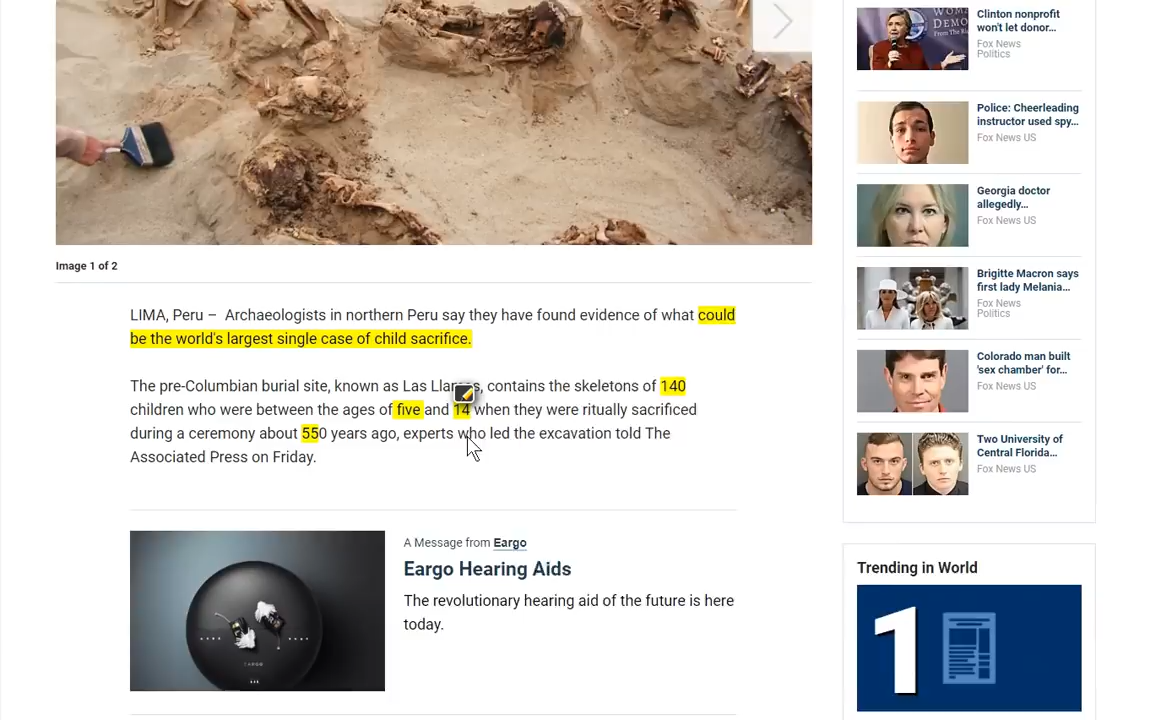 Image 1 of 2
LIMA, Peru – Archaeologists in northern Peru say they have found evidence of what could
be the world's largest single case of child sacrifice.
The pre-Columbian burial site, known as Las Llamas, contains the skeletons of 140
children who were between the ages of five and 14 when they were ritually sacrificed
during a ceremony about 550 years ago, experts who led the excavation told The
Associated Press on Friday.
A Message from Eargo
Eargo Hearing Aids
The revolutionary hearing aid of the future is here
today.
EARGO
Clinton nonprofit
won't let donor...
Fox News
Politics
Police: Cheerleading
instructor used spy...
Fox News US
Georgia doctor
allegedly...
Fox News US
Brigitte Macron says
first lady Melania...
Fox News
Politics
Colorado man built
'sex chamber' for...
Fox News US
Two University of
Central Florida...
Fox News US
Trending in World
1